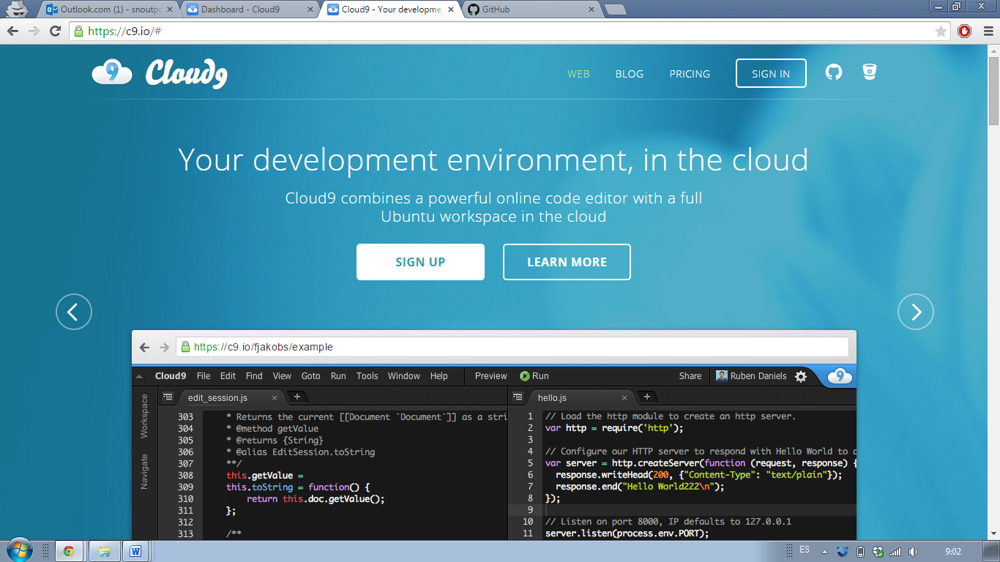 Outlook.com (1) - snoutpo
Dashboard - Cloud9
Cloud9 - Your developme
GitHub
https://c9.io/#
9 Cloud9
WEB
BLOG
PRICING
SIGN IN
Your development environment, in the cloud
Cloud9 combines a powerful online code editor with a full
Ubuntu workspace in the cloud
SIGN UP
LEARN MORE
https://c9.io/fjakobs/example
Cloud9 File Edit Find View Goto Run Tools Window Help Preview Run Share Ruben Daniels 9
Workspace
Navigate
edit_session.js
303 * Returns the current [[Document `Document`]] as a stri
304 * @method getValue
305 * @returns {String}
306 * @alias EditSession.toString
307 **/
308 this.getValue =
309 this.toString = function() {
310 return this.doc.getValue();
311 };
312
313 /**
hello.js
1 // Load the http module to create an http server.
2 var http = require('http');
3
4 // Configure our HTTP server to respond with Hello World to a
5 var server = http.createServer(function (request, response) {
6 response.writeHead(200, {"Content-Type": "text/plain"});
7 response.end("Hello World222\n");
8 });
9
10 // Listen on port 8000, IP defaults to 127.0.0.1
11 server.listen(process.env.PORT);
ES
9:02